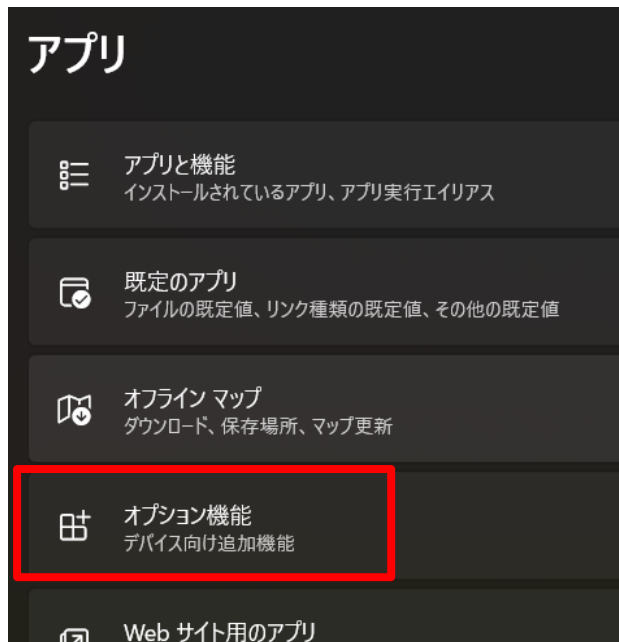 アプリ
アプリと機能
インストールされているアプリ、アプリ実行エイリアス
既定のアプリ
ファイルの既定値、リンク種類の既定値、その他の既定値
オフライン マップ
ダウンロード、保存場所、マップ更新
オプション機能
デバイス向け追加機能
Web サイト用のアプリ